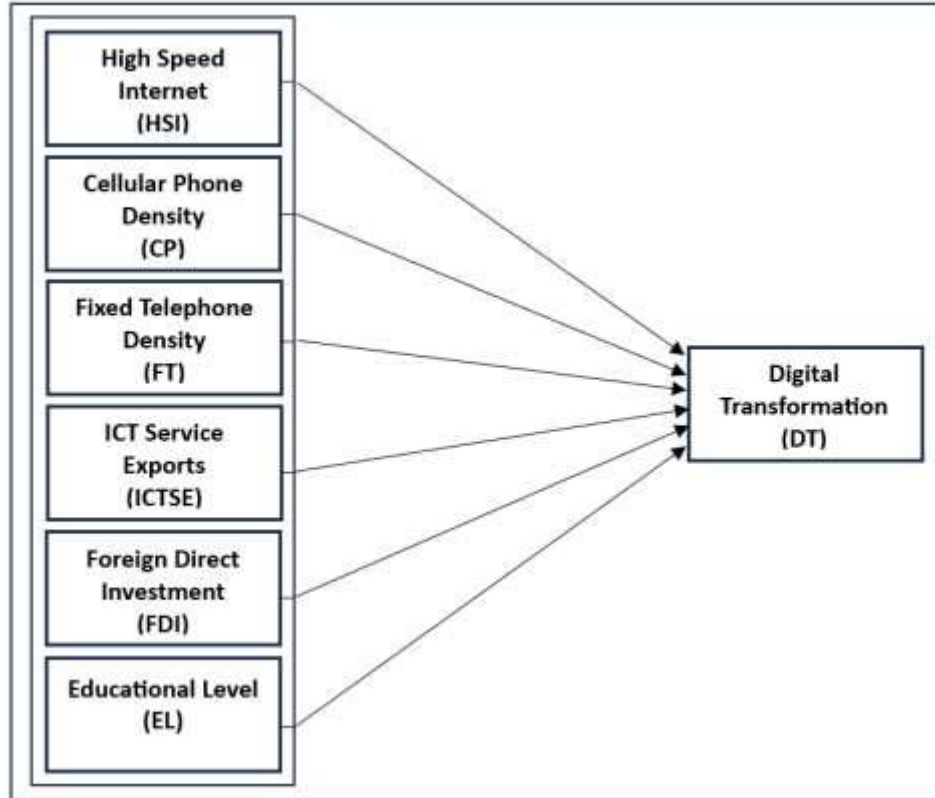 High Speed
Internet
(HSI)
Cellular Phone
Density
(CP)
Fixed Telephone
Density
(FT)
ICT Service
Exports
(ICTSE)
Foreign Direct
Investment
(FDI)
Educational Level
(EL)
Digital
Transformation
(DT)